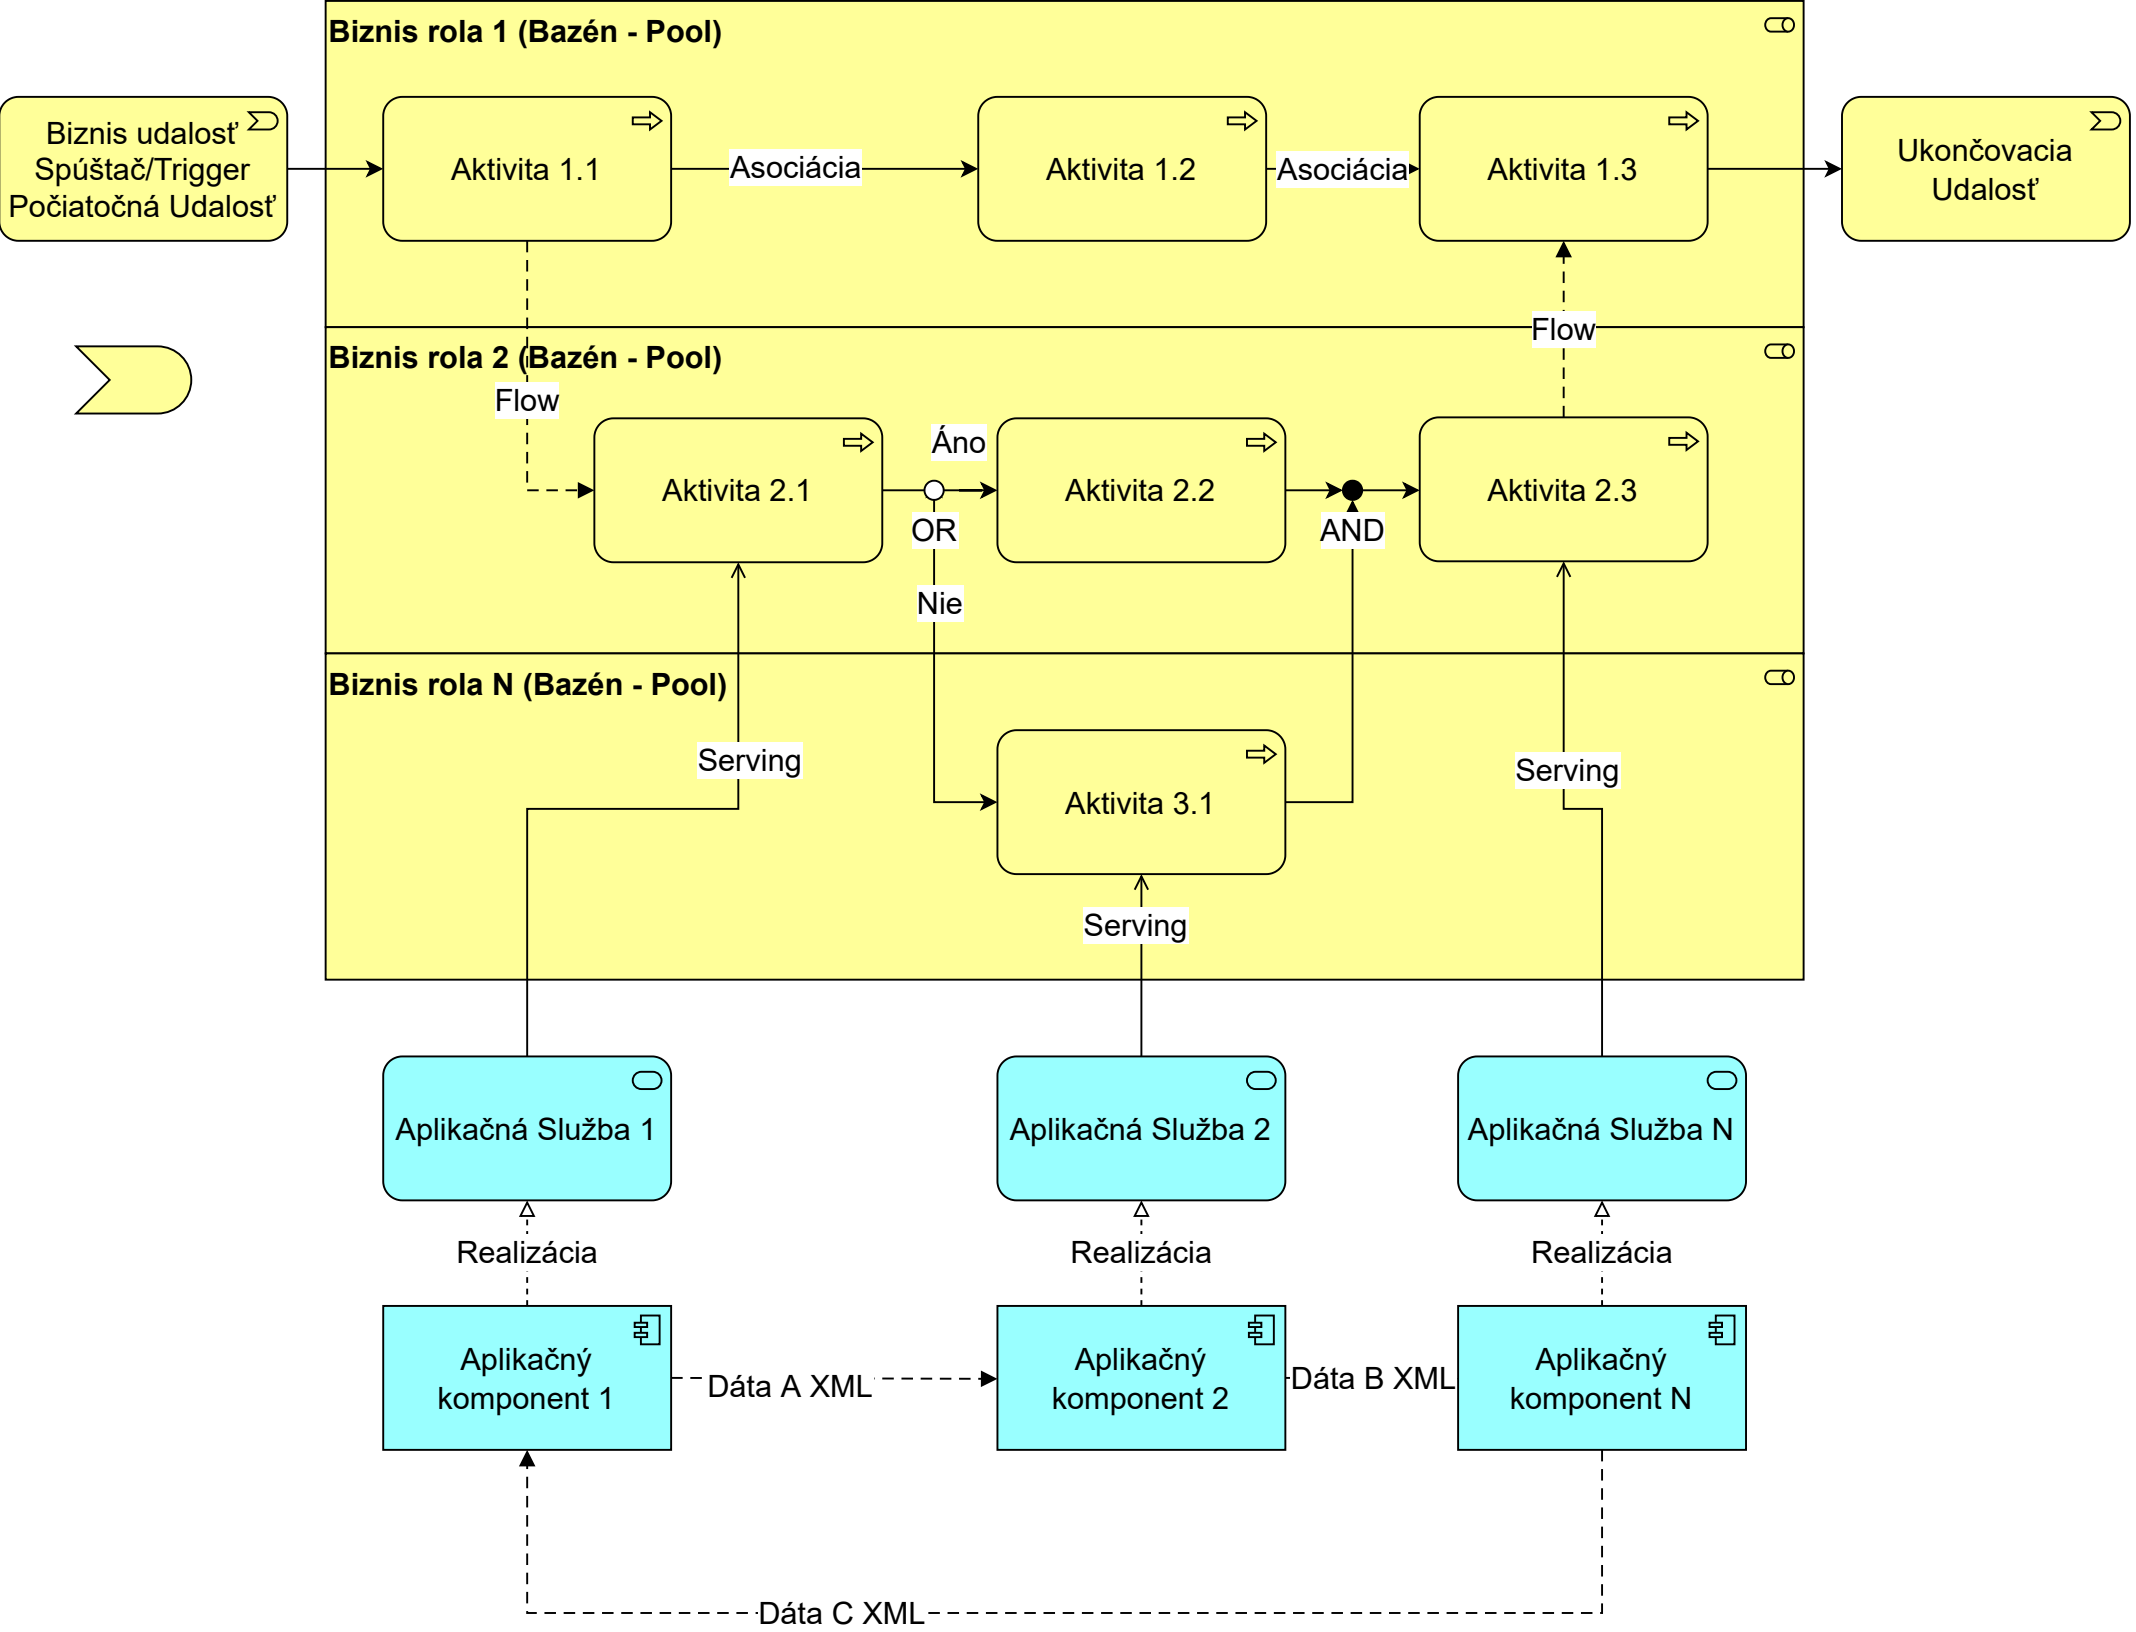 Biznis rola 1 (Bazén - Pool)
Biznis udalosť
Spúštač/Trigger
Počiatočná Udalosť
Aktivita 1.1
Asociácia
Aktivita 1.2
Asociácia
Aktivita 1.3
Ukončovacia
Udalosť
Flow
Biznis rola 2 (Bazén - Pool)
Flow
Áno
Aktivita 2.1
Aktivita 2.2
Aktivita 2.3
OR
AND
Nie
Biznis rola N (Bazén - Pool)
Serving
Serving
Aktivita 3.1
Serving
Aplikačná Služba 1
Aplikačná Služba 2
Aplikačná Služba N
Realizácia
Realizácia
Realizácia
Aplikačný
komponent 1
Dáta A XML
Aplikačný
komponent 2
Dáta B XML
Aplikačný
komponent N
Dáta C XML